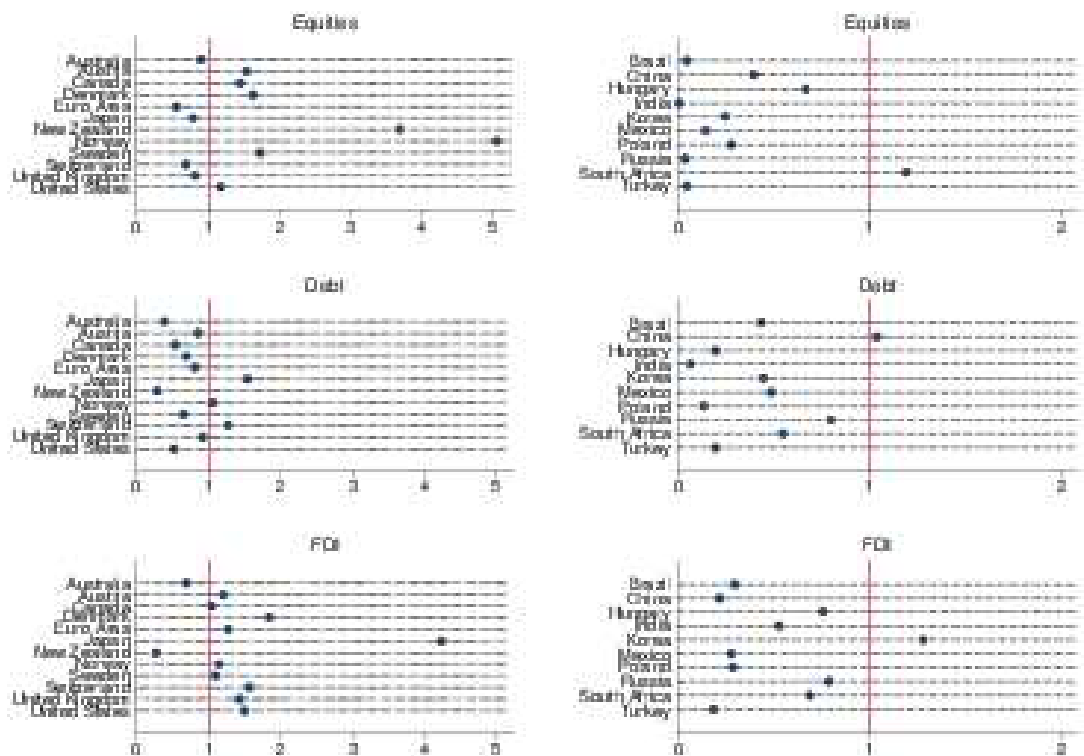 Equities
Australia
Austria
Canada
Denmark
Euro Area
Japan
New Zealand
Norway
Sweden
Switzerland
United Kingdom
United States
0 1 2 3 4 5
Equities
Brazil
China
Hungary
India
Korea
Mexico
Poland
Russia
South Africa
Turkey
0 1 2
Debt
Australia
Austria
Canada
Denmark
Euro Area
Japan
New Zealand
Norway
Sweden
Switzerland
United Kingdom
United States
0 1 2 3 4 5
Debt
Brazil
China
Hungary
India
Korea
Mexico
Poland
Russia
South Africa
Turkey
0 1 2
FDI
Australia
Austria
Canada
Denmark
Euro Area
Japan
New Zealand
Norway
Sweden
Switzerland
United Kingdom
United States
0 1 2 3 4 5
FDI
Brazil
China
Hungary
India
Korea
Mexico
Poland
Russia
South Africa
Turkey
0 1 2